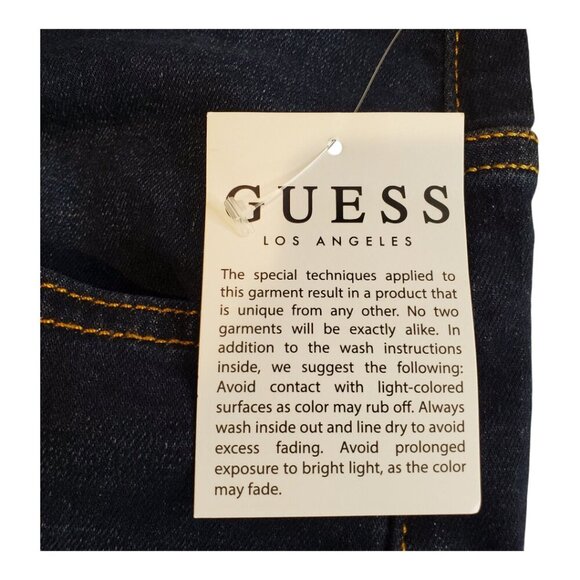 GUESS
LOS ANGELES
The special techniques applied to
this garment result in a product that
is unique from any other. No two
garments will be exactly alike. In
addition to the wash instructions
inside, we suggest the following:
Avoid contact with light-colored
surfaces as color may rub off. Always
wash inside out and line dry to avoid
excess fading. Avoid prolonged
exposure to bright light, as the color
may fade.